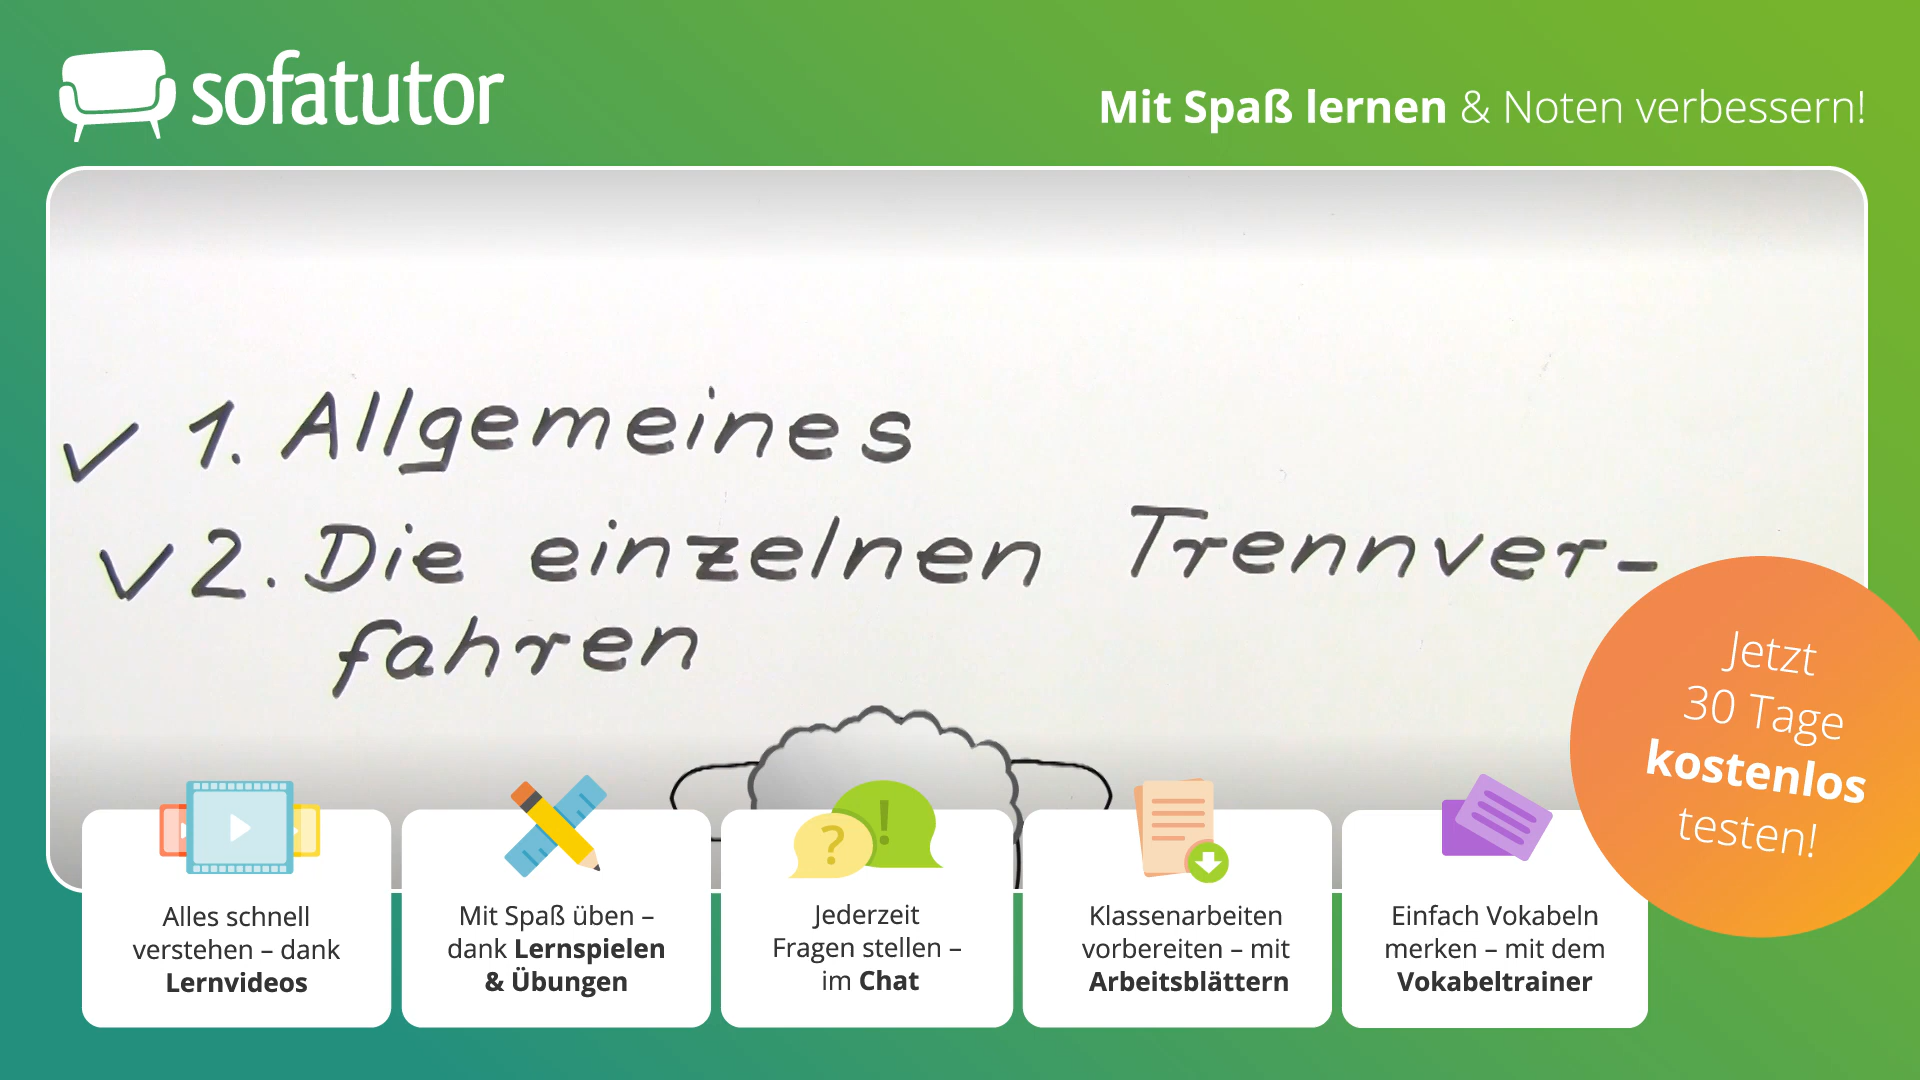 sofatutor
Mit Spaß lernen & Noten verbessern!
1. Allgemeines
2. Die einzelnen Trennver-
fahren
Jetzt
30 Tage
kostenlos
testen!
Alles schnell
verstehen – dank
Lernvideos
Mit Spaß üben –
dank Lernspielen
& Übungen
? !
Jederzeit
Fragen stellen –
im Chat
Klassenarbeiten
vorbereiten – mit
Arbeitsblättern
Einfach Vokabeln
merken – mit dem
Vokabeltrainer